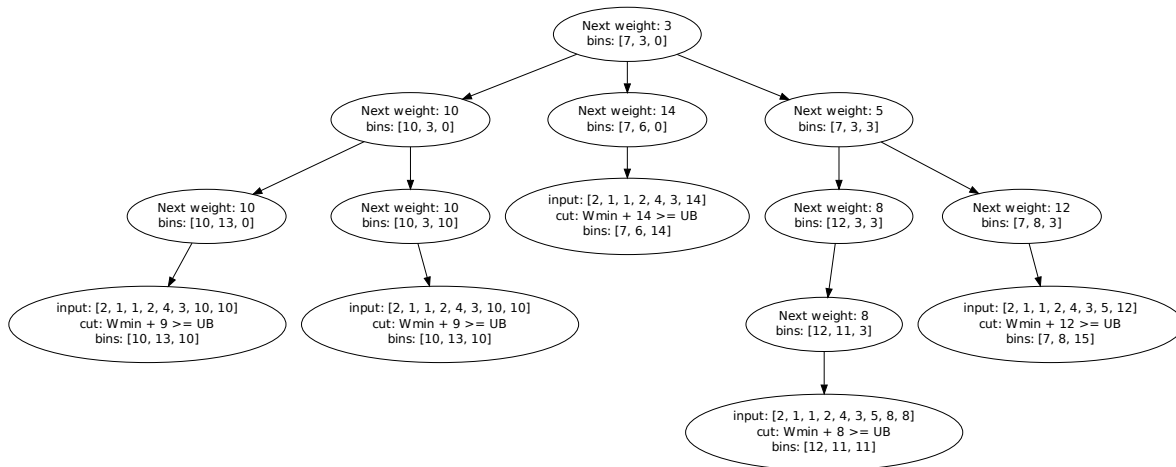 Next weight: 3
bins: [7, 3, 0]
Next weight: 10
bins: [10, 3, 0]
Next weight: 14
bins: [7, 6, 0]
Next weight: 5
bins: [7, 3, 3]
Next weight: 10
bins: [10, 13, 0]
Next weight: 10
bins: [10, 3, 10]
input: [2, 1, 1, 2, 4, 3, 14]
cut: Wmin + 14 >= UB
bins: [7, 6, 14]
Next weight: 8
bins: [12, 3, 3]
Next weight: 12
bins: [7, 8, 3]
input: [2, 1, 1, 2, 4, 3, 10, 10]
cut: Wmin + 9 >= UB
bins: [10, 13, 10]
input: [2, 1, 1, 2, 4, 3, 10, 10]
cut: Wmin + 9 >= UB
bins: [10, 13, 10]
Next weight: 8
bins: [12, 11, 3]
input: [2, 1, 1, 2, 4, 3, 5, 12]
cut: Wmin + 12 >= UB
bins: [7, 8, 15]
input: [2, 1, 1, 2, 4, 3, 5, 8, 8]
cut: Wmin + 8 >= UB
bins: [12, 11, 11]